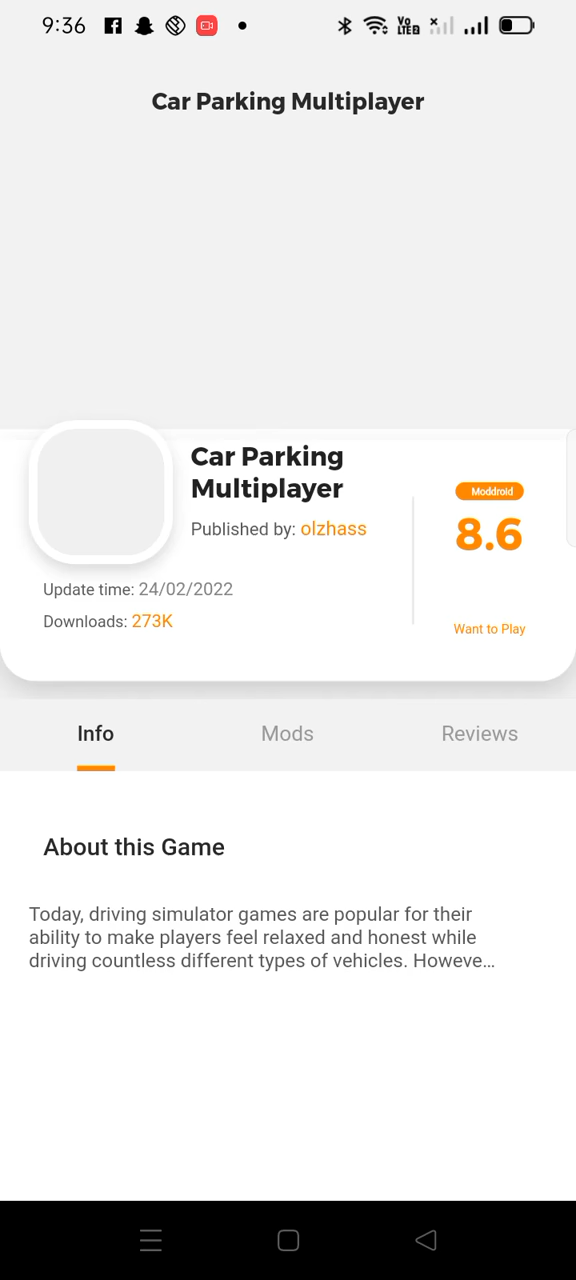 9:36
Vo
LTE2
Car Parking Multiplayer
Car Parking
Multiplayer
Published by: olzhass
Update time: 24/02/2022
Downloads: 273K
Moddroid
8.6
Want to Play
Info Mods Reviews
About this Game
Today, driving simulator games are popular for their
ability to make players feel relaxed and honest while
driving countless different types of vehicles. Howeve…